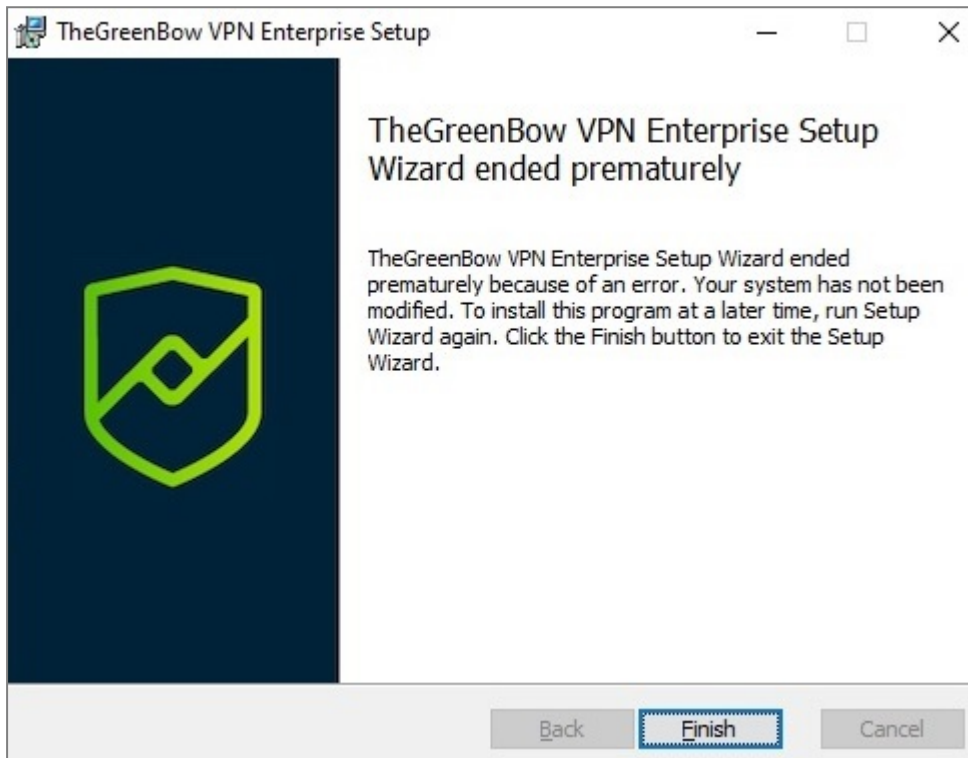 TheGreenBow VPN Enterprise Setup
TheGreenBow VPN Enterprise Setup
Wizard ended prematurely
TheGreenBow VPN Enterprise Setup Wizard ended
prematurely because of an error. Your system has not been
modified. To install this program at a later time, run Setup
Wizard again. Click the Finish button to exit the Setup
Wizard.
Back
Finish
Cancel